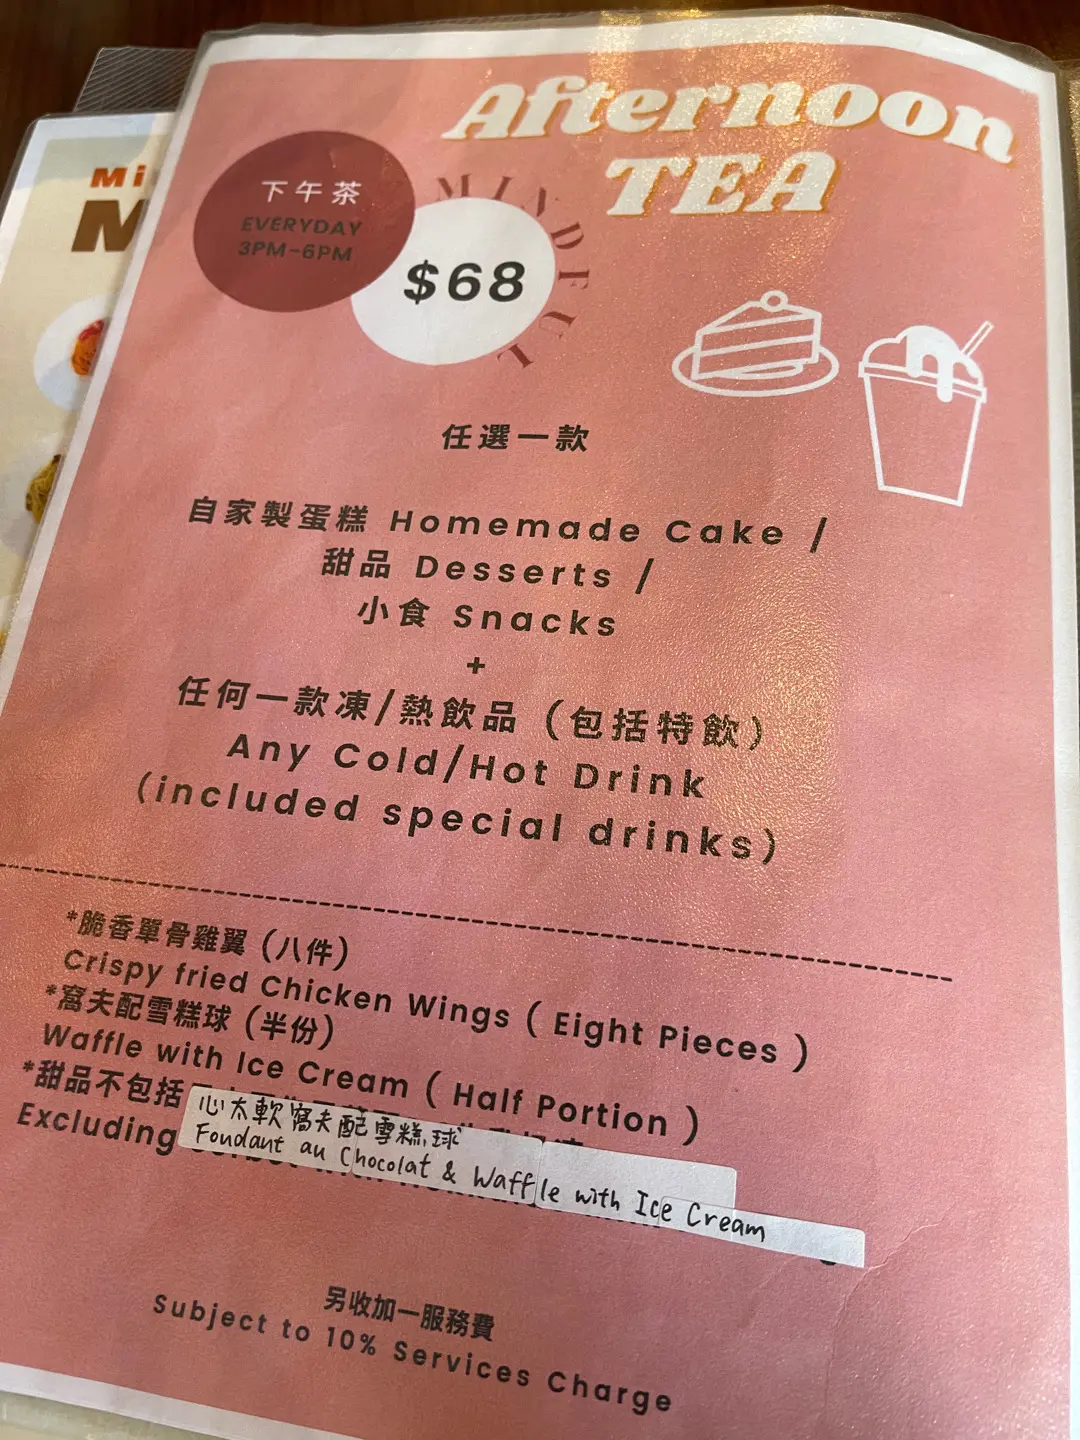 Afternoon
TEA
下午茶
EVERYDAY
3PM-6PM
MINDFUL
$68
Mi
M
任選一款
自家製蛋糕 Homemade Cake /
甜品 Desserts /
小食 Snacks
+
任何一款凍/熱飲品 (包括特飲)
Any Cold/Hot Drink
(included special drinks)
*脆香單骨雞翼 (八件)
Crispy fried Chicken Wings ( Eight Pieces )
*窩夫配雪糕球 (半份)
Waffle with Ice Cream ( Half Portion )
*甜品不包括 心太軟窩夫配雪糕球
Excluding Fondant au Chocolat & Waffle with Ice Cream
另收加一服務費
Subject to 10% Services Charge